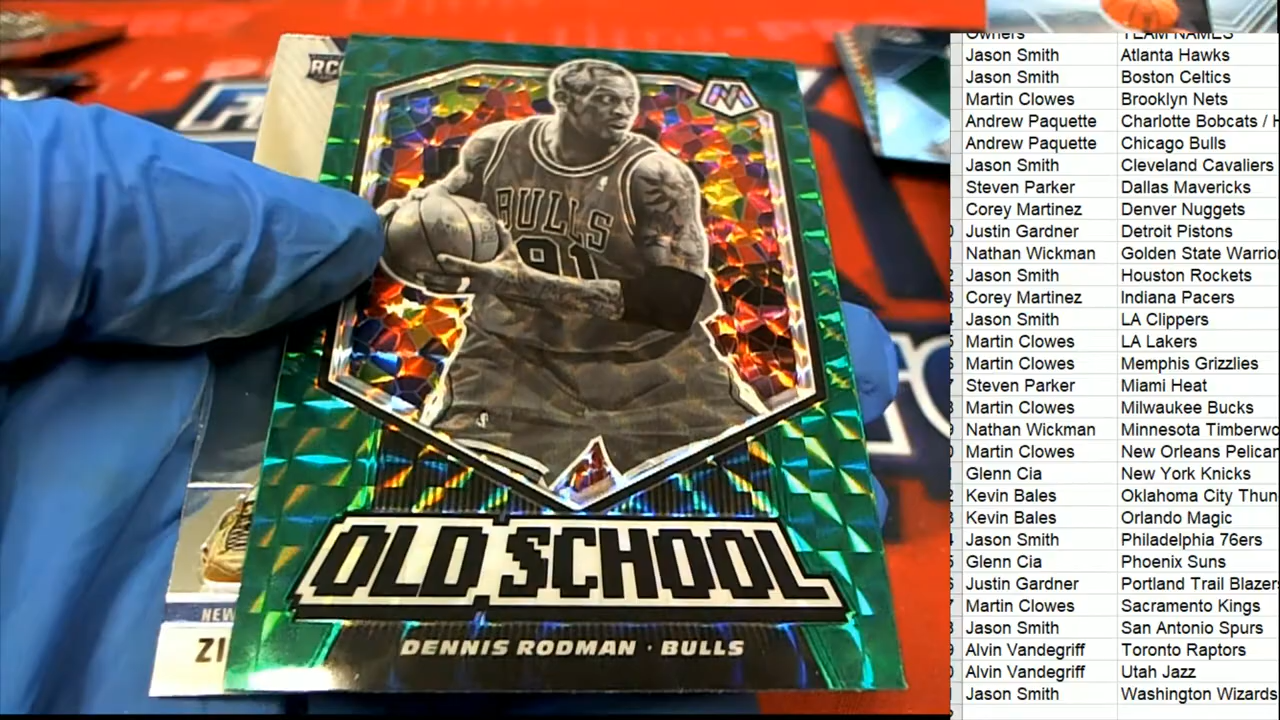 RC
BULLS
91
OLD SCHOOL
DENNIS RODMAN · BULLS
NEW
ZI
Owners TEAM NAMES
Jason Smith Atlanta Hawks
Jason Smith Boston Celtics
Martin Clowes Brooklyn Nets
Andrew Paquette Charlotte Bobcats /
Andrew Paquette Chicago Bulls
Jason Smith Cleveland Cavaliers
Steven Parker Dallas Mavericks
Corey Martinez Denver Nuggets
Justin Gardner Detroit Pistons
Nathan Wickman Golden State Warrio
Jason Smith Houston Rockets
Corey Martinez Indiana Pacers
Jason Smith LA Clippers
Martin Clowes LA Lakers
Martin Clowes Memphis Grizzlies
Steven Parker Miami Heat
Martin Clowes Milwaukee Bucks
Nathan Wickman Minnesota Timberwo
Martin Clowes New Orleans Pelican
Glenn Cia New York Knicks
Kevin Bales Oklahoma City Thun
Kevin Bales Orlando Magic
Jason Smith Philadelphia 76ers
Glenn Cia Phoenix Suns
Justin Gardner Portland Trail Blazer
Martin Clowes Sacramento Kings
Jason Smith San Antonio Spurs
Alvin Vandegriff Toronto Raptors
Alvin Vandegriff Utah Jazz
Jason Smith Washington Wizards